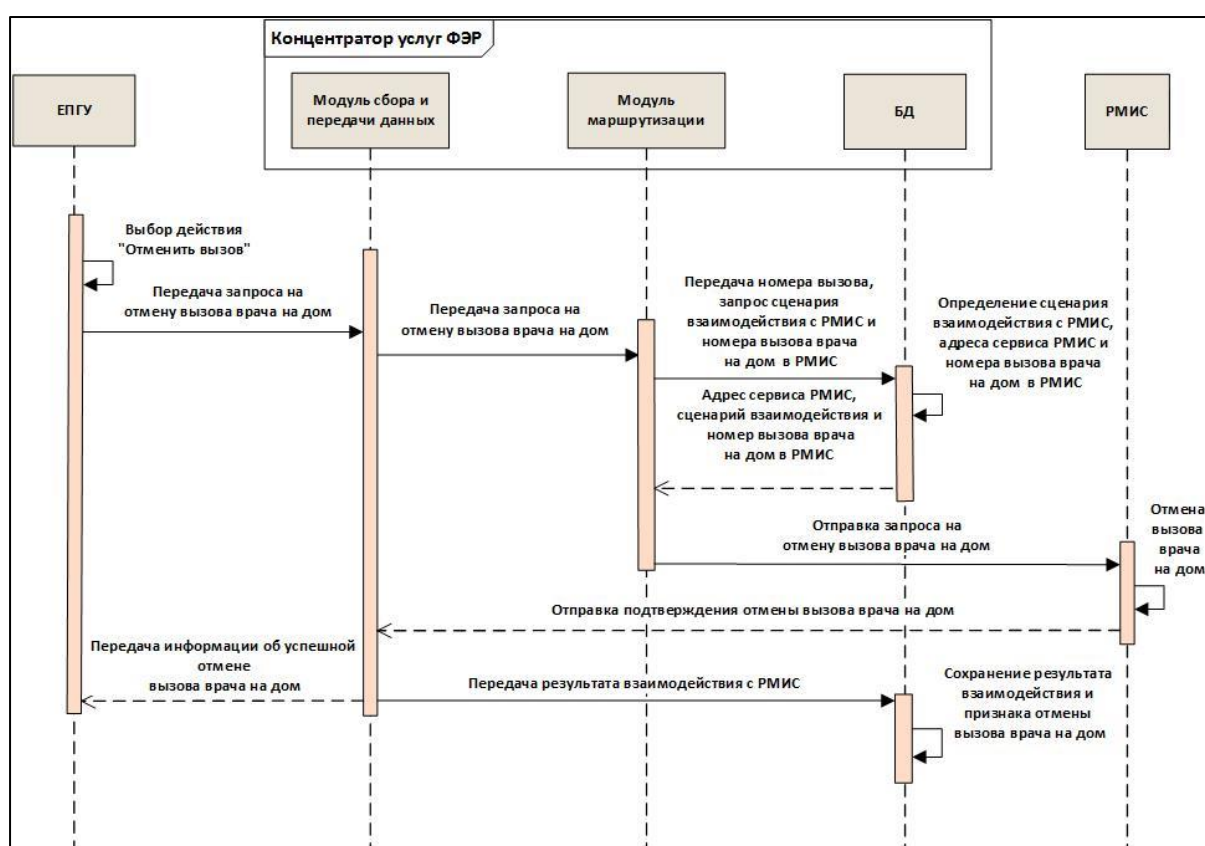 Концентратор услуг ФЭР
ЕПГУ
Модуль сбора и
передачи данных
Модуль
маршрутизации
БД
РМИС
Выбор действия
"Отменить вызов"
Передача запроса на
отмену вызова врача на дом
Передача запроса на
отмену вызова врача на дом
Передача номера вызова,
запрос сценария
взаимодействия с РМИС и
номера вызова врача
на дом в РМИС
Определение сценария
взаимодействия с РМИС,
адреса сервиса РМИС и
номера вызова врача
на дом в РМИС
Адрес сервиса РМИС,
сценарий взаимодействия и
номер вызова врача
на дом в РМИС
Отправка запроса на
отмену вызова врача на дом
Отмена
вызова
врача
на дом
Отправка подтверждения отмены вызова врача на дом
Передача информации об успешной
отмене
вызова врача на дом
Передача результата взаимодействия с РМИС
Сохранение результата
взаимодействия и
признака отмены
вызова врача на дом